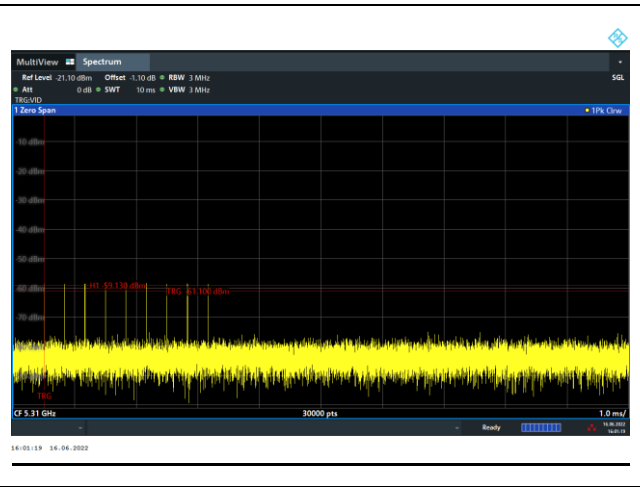 MultiView Spectrum
Ref Level -21.10 dBm Offset -1.10 dB RBW 3 MHz SGL
Att 0 dB SWT 10 ms VBW 3 MHz
TRG:VID
1 Zero Span 1Pk Clrw
-10 dBm
-20 dBm
-30 dBm
-40 dBm
-50 dBm
-60 dBm
H1 -59.130 dBm
TRG -61.100 dBm
-70 dBm
TRG
CF 5.31 GHz 30000 pts 1.0 ms/
Ready 16.06.2022
16:01:19
16:01:19 16.06.2022